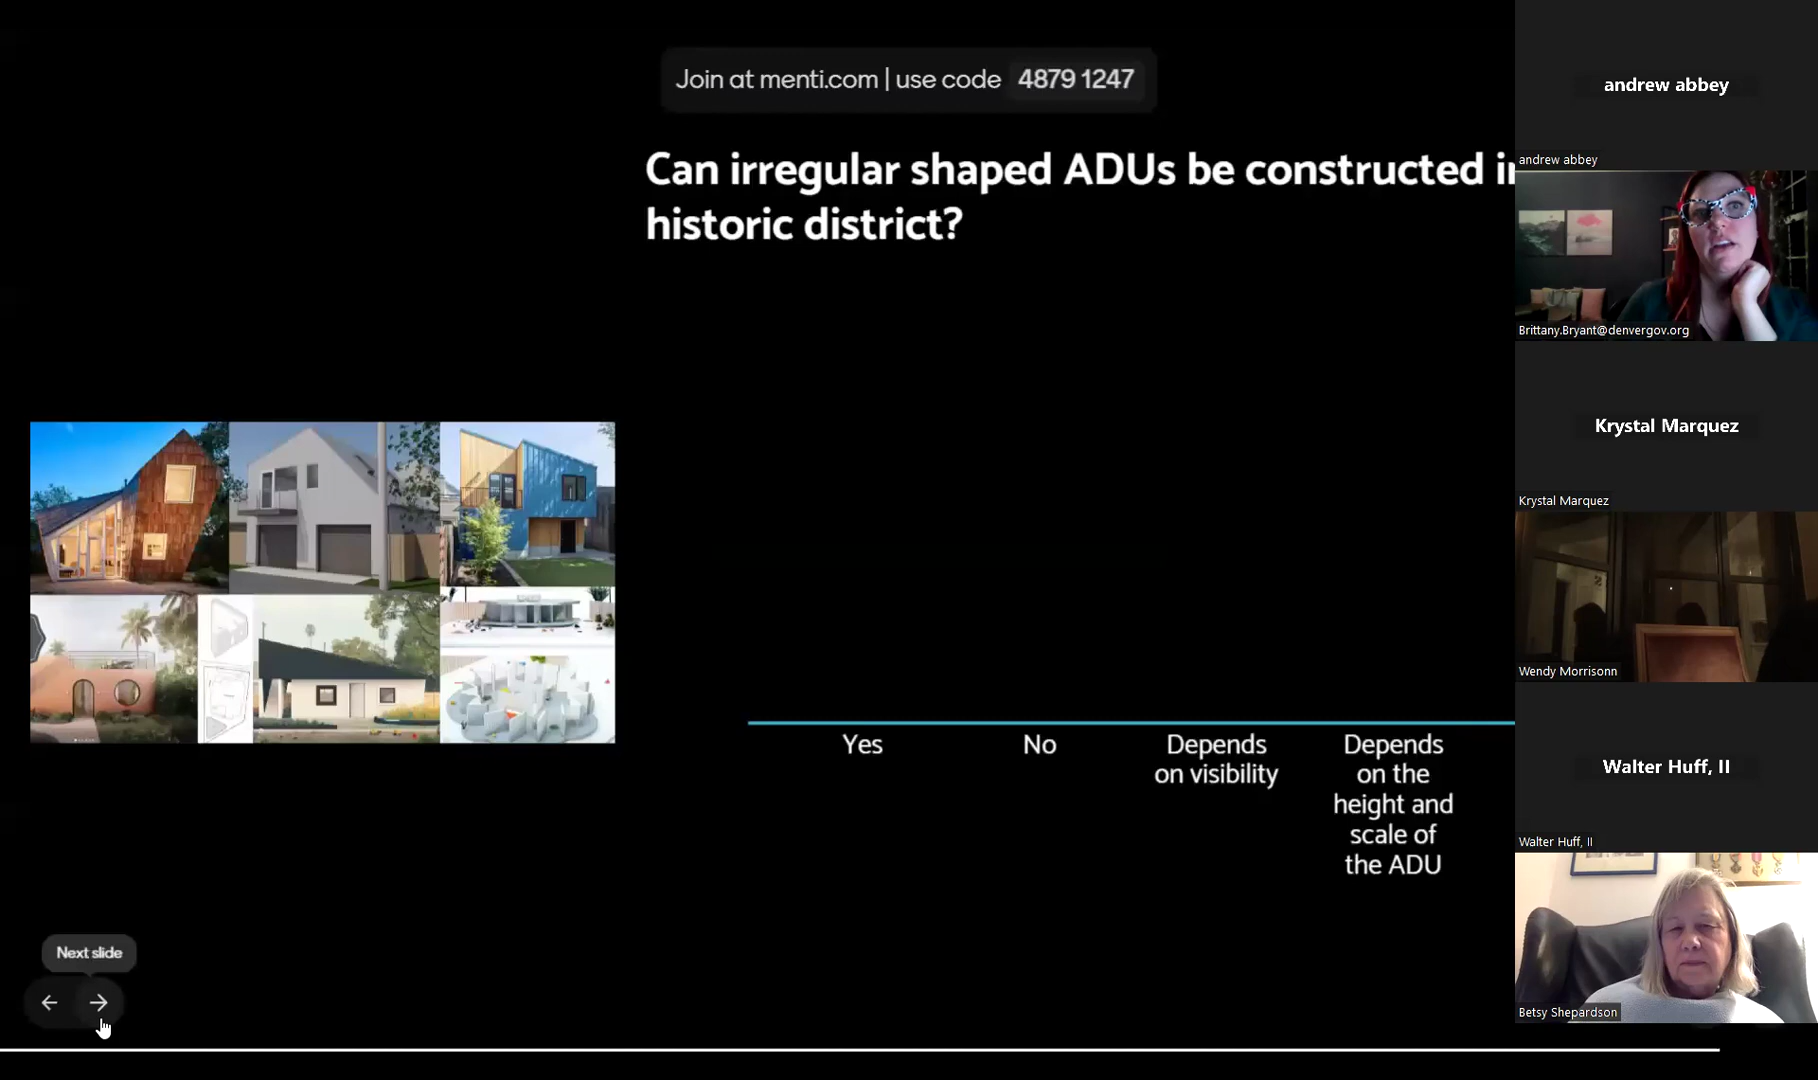 Join at menti.com | use code 4879 1247
Can irregular shaped ADUs be constructed in
historic district?
Yes
No
Depends
on visibility
Depends
on the
height and
scale of
the ADU
Next slide
andrew abbey
andrew abbey
Brittany.Bryant@denvergov.org
Krystal Marquez
Krystal Marquez
Wendy Morrisonn
Walter Huff, II
Walter Huff, II
Betsy Shepardson